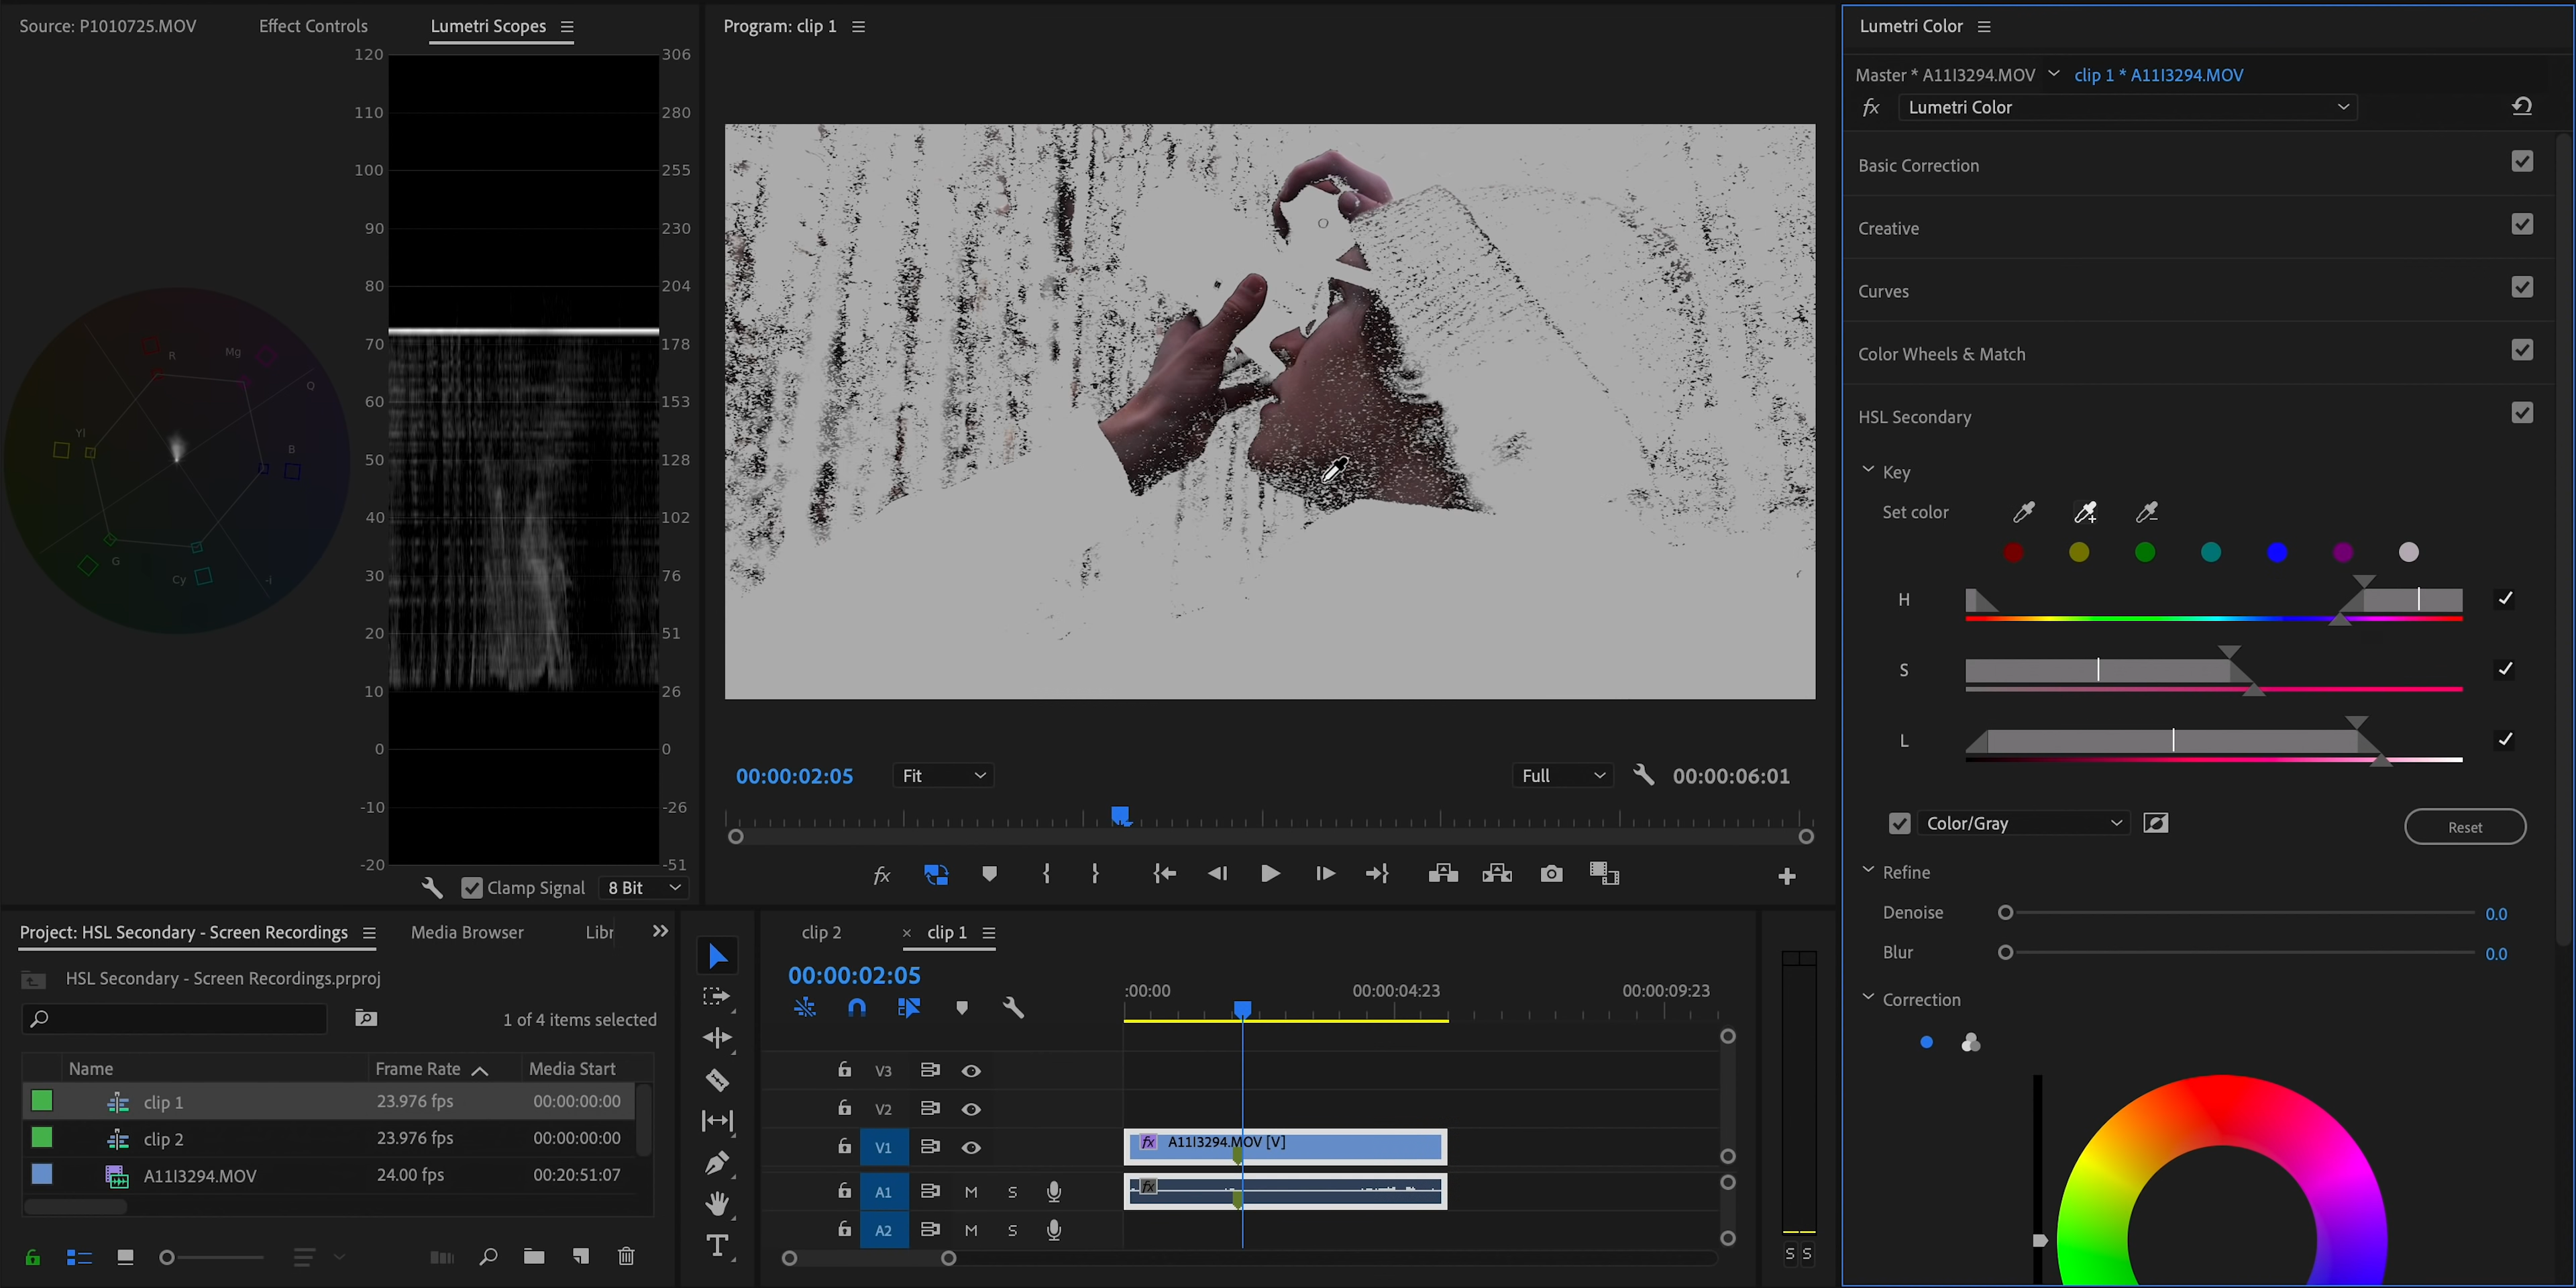 Source: P1010725.MOV
Effect Controls
Lumetri Scopes
120
110
100
90
80
70
60
50
40
30
20
10
0
-10
-20
306
280
255
230
204
178
153
128
102
76
51
26
0
-26
-51
R
Mg
Q
B
Yl
G
Cy
-i
Clamp Signal
8 Bit
Program: clip 1
00:00:02:05
Fit
Full
00:00:06:01
fx
Lumetri Color
Master * A11I3294.MOV
clip 1 * A11I3294.MOV
fx
Lumetri Color
Basic Correction
Creative
Curves
Color Wheels & Match
HSL Secondary
Key
Set color
H
S
L
Color/Gray
Reset
Refine
Denoise
0.0
Blur
0.0
Correction
Project: HSL Secondary - Screen Recordings
Media Browser
Libr
HSL Secondary - Screen Recordings.prproj
1 of 4 items selected
Name Frame Rate Media Start
clip 1 23.976 fps 00:00:00:00
clip 2 23.976 fps 00:00:00:00
A11I3294.MOV 24.00 fps 00:20:51:07
T
clip 2
× clip 1
00:00:02:05
:00:00 00:00:04:23 00:00:09:23
V3
V2
V1
fx A11I3294.MOV [V]
A1 M S
fx
A2 M S
S S